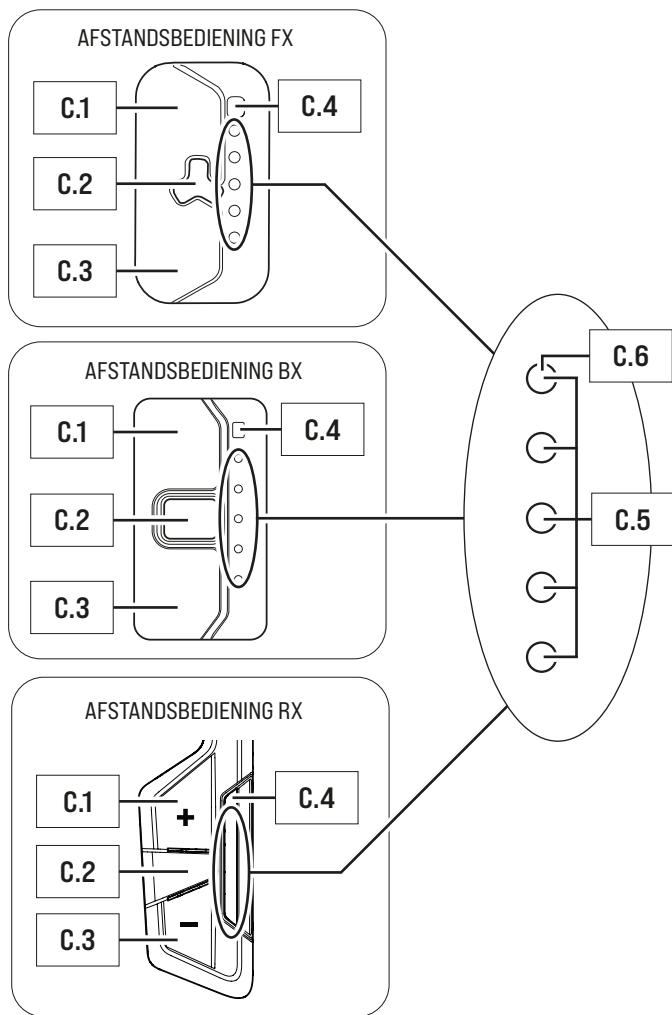 AFSTANDSBEDIENING FX
C.1
C.4
C.2
C.3
C.6
AFSTANDSBEDIENING BX
C.1
C.4
C.2
C.5
C.3
AFSTANDSBEDIENING RX
C.1
+
C.4
C.2
C.3
−